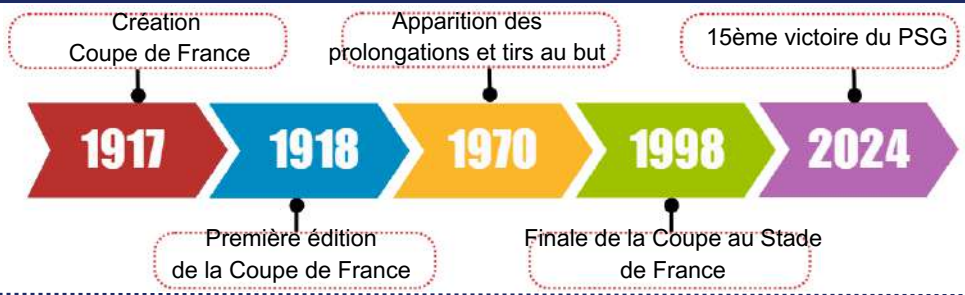 Création
Coupe de France
Apparition des
prolongations et tirs au but
15ème victoire du PSG
1917
1918
1970
1998
2024
Première édition
de la Coupe de France
Finale de la Coupe au Stade
de France